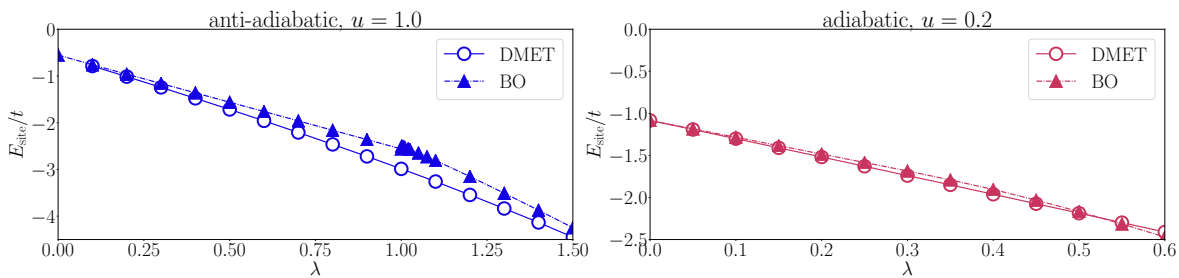 anti-adiabatic, u = 1.0
0
−1
−2
−3
−4
E_site/t
0.00 0.25 0.50 0.75 1.00 1.25 1.50
λ
DMET
BO
adiabatic, u = 0.2
0.0
−0.5
−1.0
−1.5
−2.0
−2.5
E_site/t
0.0 0.1 0.2 0.3 0.4 0.5 0.6
λ
DMET
BO